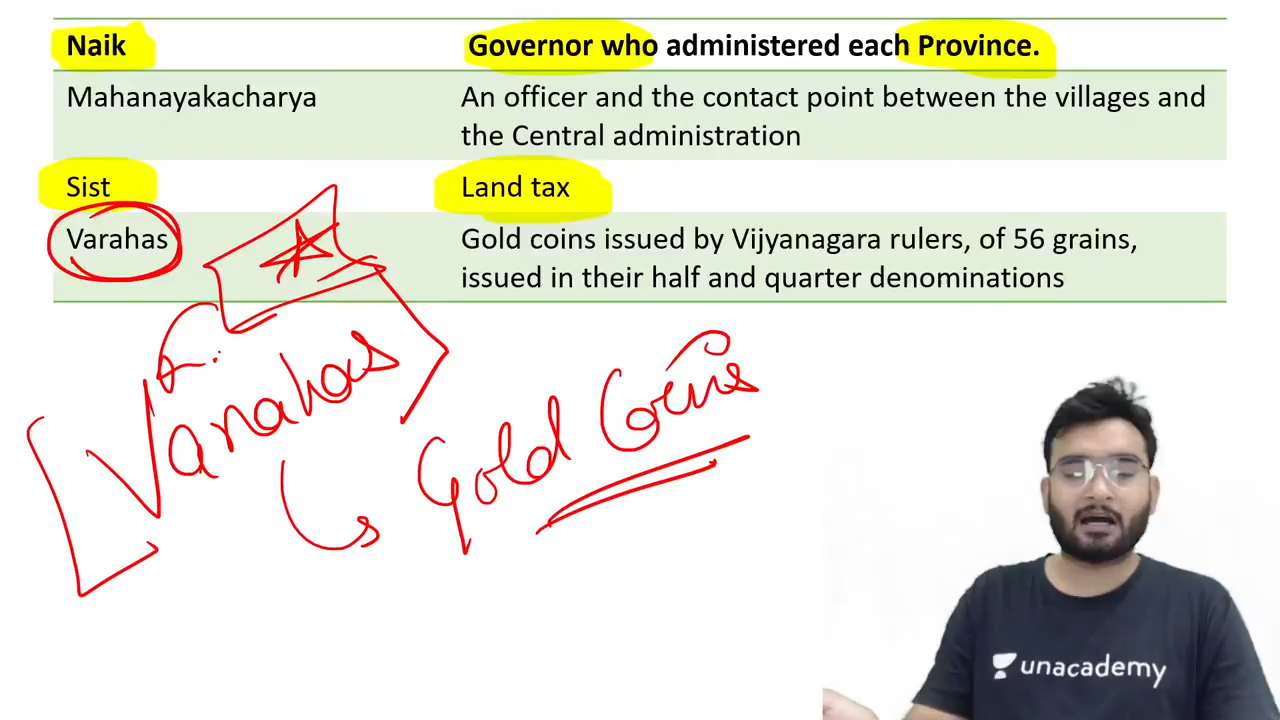 Naik Governor who administered each Province.
Mahanayakacharya An officer and the contact point between the villages and
the Central administration
Sist Land tax
Varahas Gold coins issued by Vijyanagara rulers, of 56 grains,
issued in their half and quarter denominations
Varahas
Gold Coins
unacademy